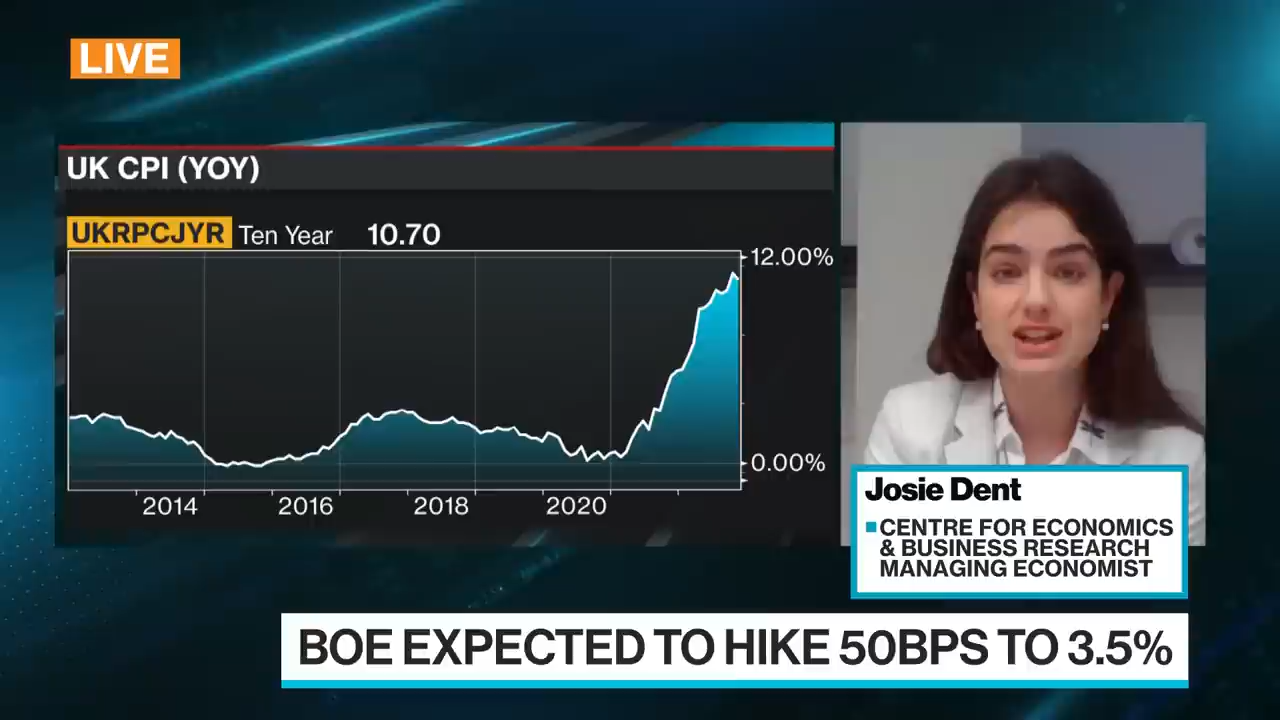 LIVE
UK CPI (YOY)
UKRPCJYR Ten Year 10.70
12.00%
0.00%
2014 2016 2018 2020
Josie Dent
CENTRE FOR ECONOMICS
& BUSINESS RESEARCH
MANAGING ECONOMIST
BOE EXPECTED TO HIKE 50BPS TO 3.5%